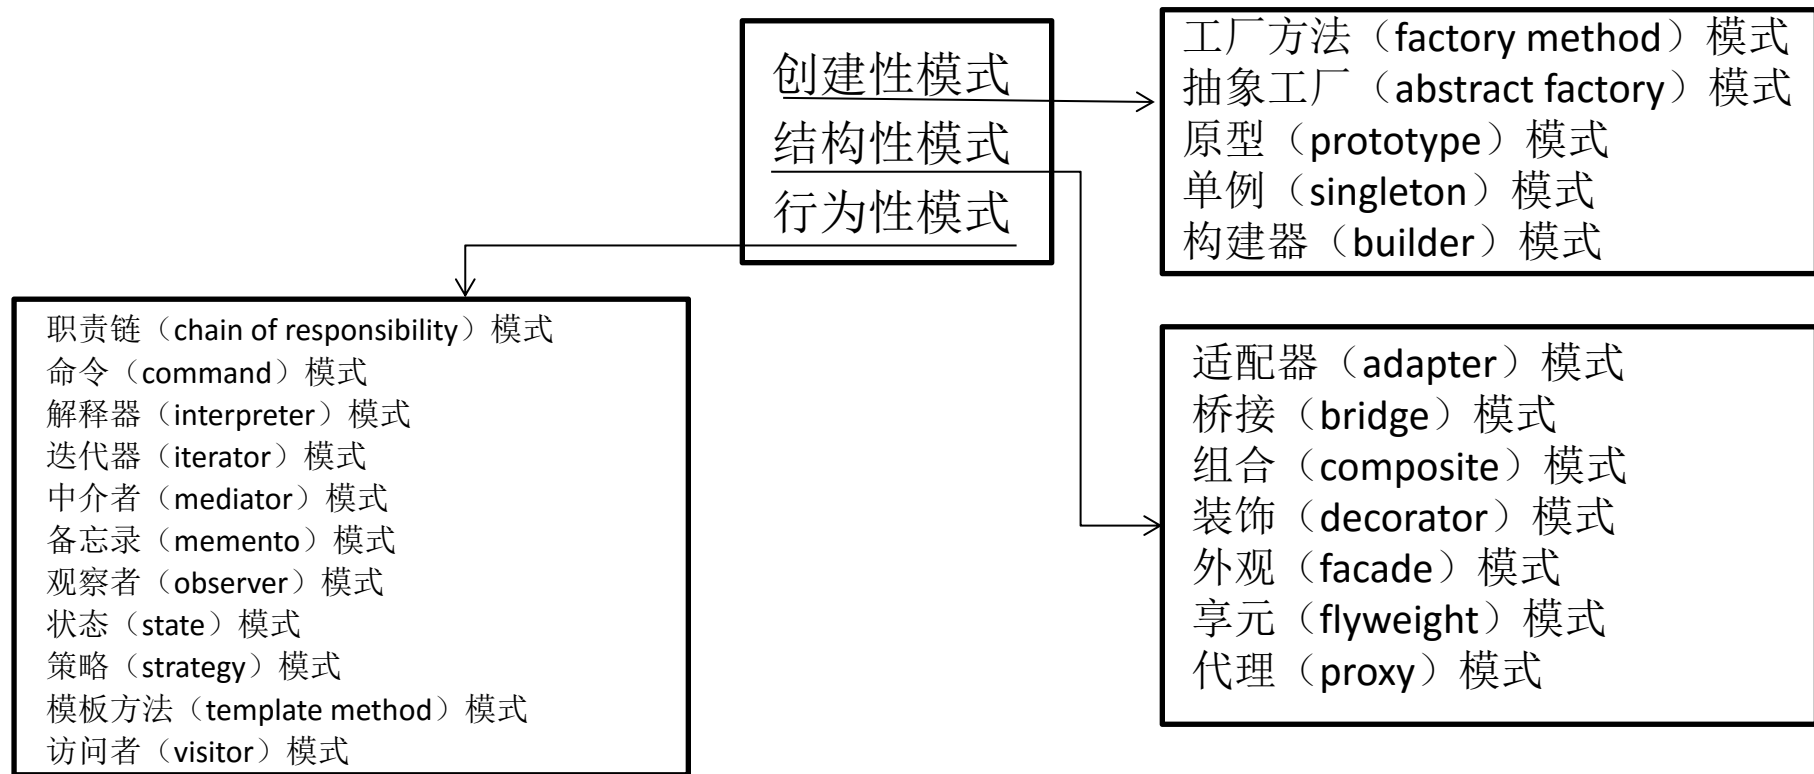 创建性模式
结构性模式
行为性模式
工厂方法（factory method）模式
抽象工厂（abstract factory）模式
原型（prototype）模式
单例（singleton）模式
构建器（builder）模式
职责链（chain of responsibility）模式
命令（command）模式
解释器（interpreter）模式
迭代器（iterator）模式
中介者（mediator）模式
备忘录（memento）模式
观察者（observer）模式
状态（state）模式
策略（strategy）模式
模板方法（template method）模式
访问者（visitor）模式
适配器（adapter）模式
桥接（bridge）模式
组合（composite）模式
装饰（decorator）模式
外观（facade）模式
享元（flyweight）模式
代理（proxy）模式